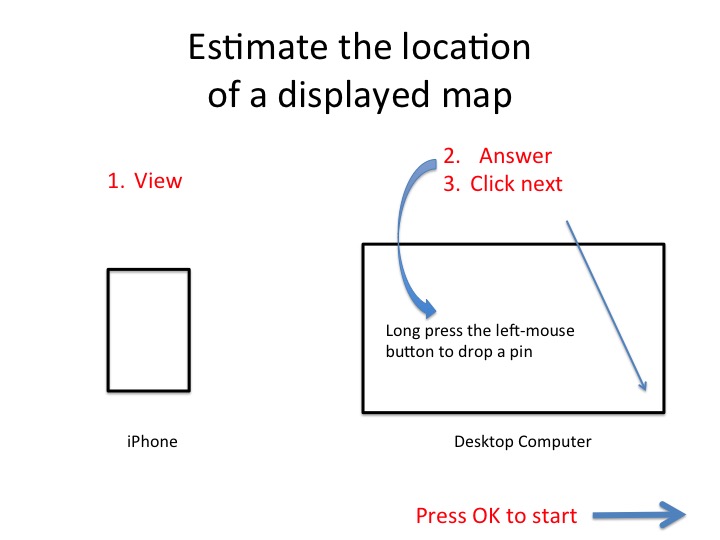 Estimate the location
of a displayed map
1. View
2. Answer
3. Click next
Long press the left-mouse
button to drop a pin
iPhone
Desktop Computer
Press OK to start